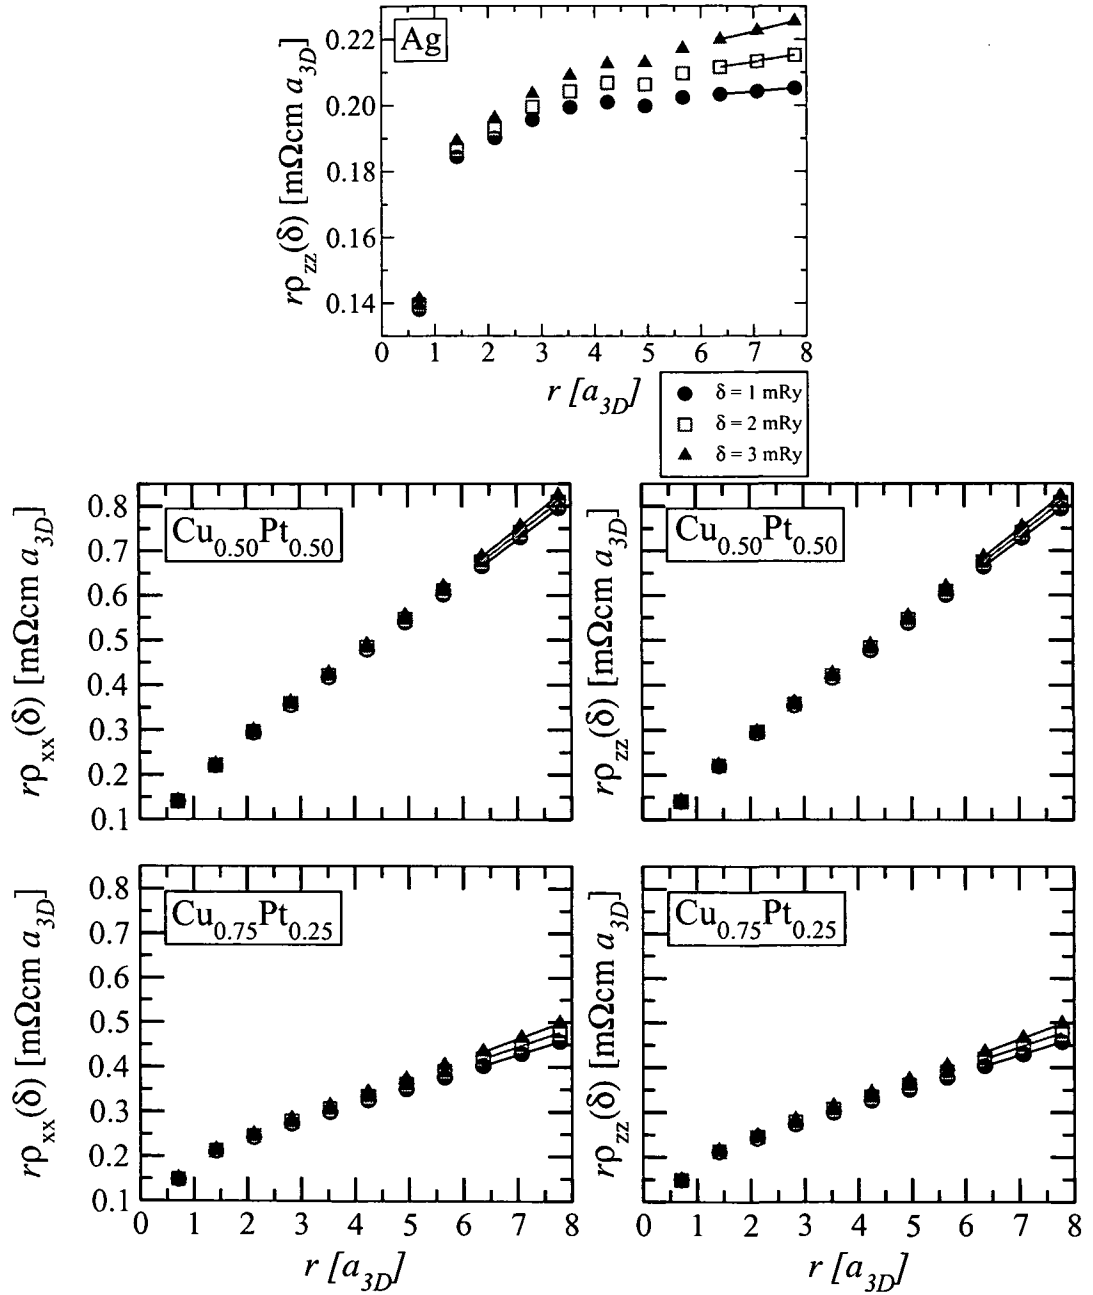 Ag
rρzz(δ) [mΩcm a3D]
0.22
0.20
0.18
0.16
0.14
0 1 2 3 4 5 6 7 8
r [a3D]
δ = 1 mRy
δ = 2 mRy
δ = 3 mRy
Cu0.50Pt0.50
rρxx(δ) [mΩcm a3D]
0.8
0.7
0.6
0.5
0.4
0.3
0.2
0.1
Cu0.50Pt0.50
rρzz(δ) [mΩcm a3D]
Cu0.75Pt0.25
rρxx(δ) [mΩcm a3D]
0.8
0.7
0.6
0.5
0.4
0.3
0.2
0.1
0 1 2 3 4 5 6 7 8
r [a3D]
Cu0.75Pt0.25
rρzz(δ) [mΩcm a3D]
0 1 2 3 4 5 6 7 8
r [a3D]